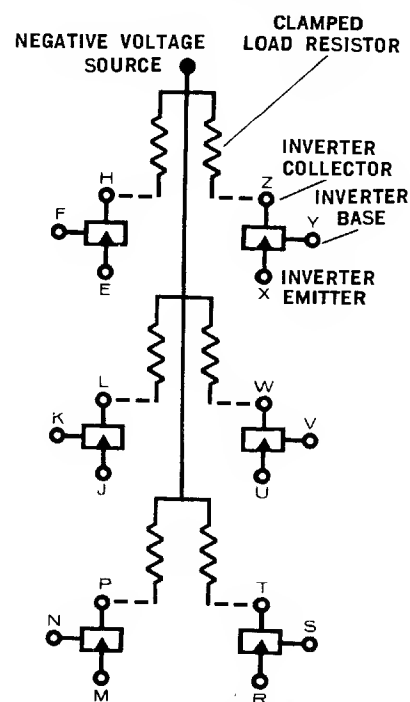 NEGATIVE VOLTAGE
SOURCE
CLAMPED
LOAD RESISTOR
INVERTER
COLLECTOR
INVERTER
BASE
INVERTER
EMITTER
H
F
E
Z
Y
X
L
K
J
W
V
U
P
N
M
T
S
R